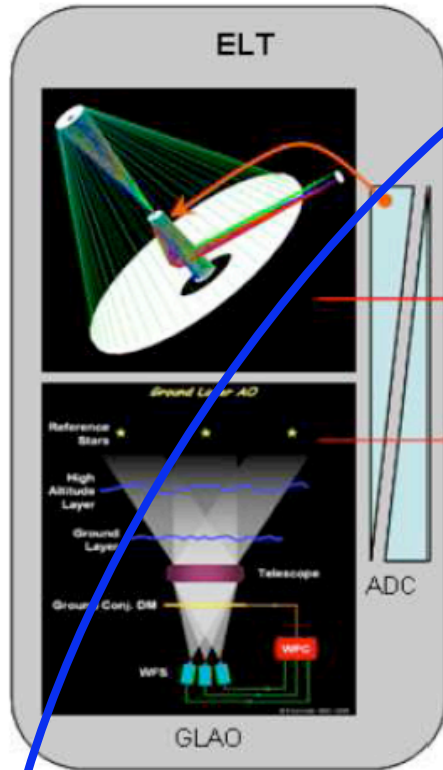 ELT
Ground Layer AO
Reference
Stars
High
Altitude
Layer
Ground
Layer
Telescope
Ground Conj. DM
WFC
WFS
ADC
GLAO